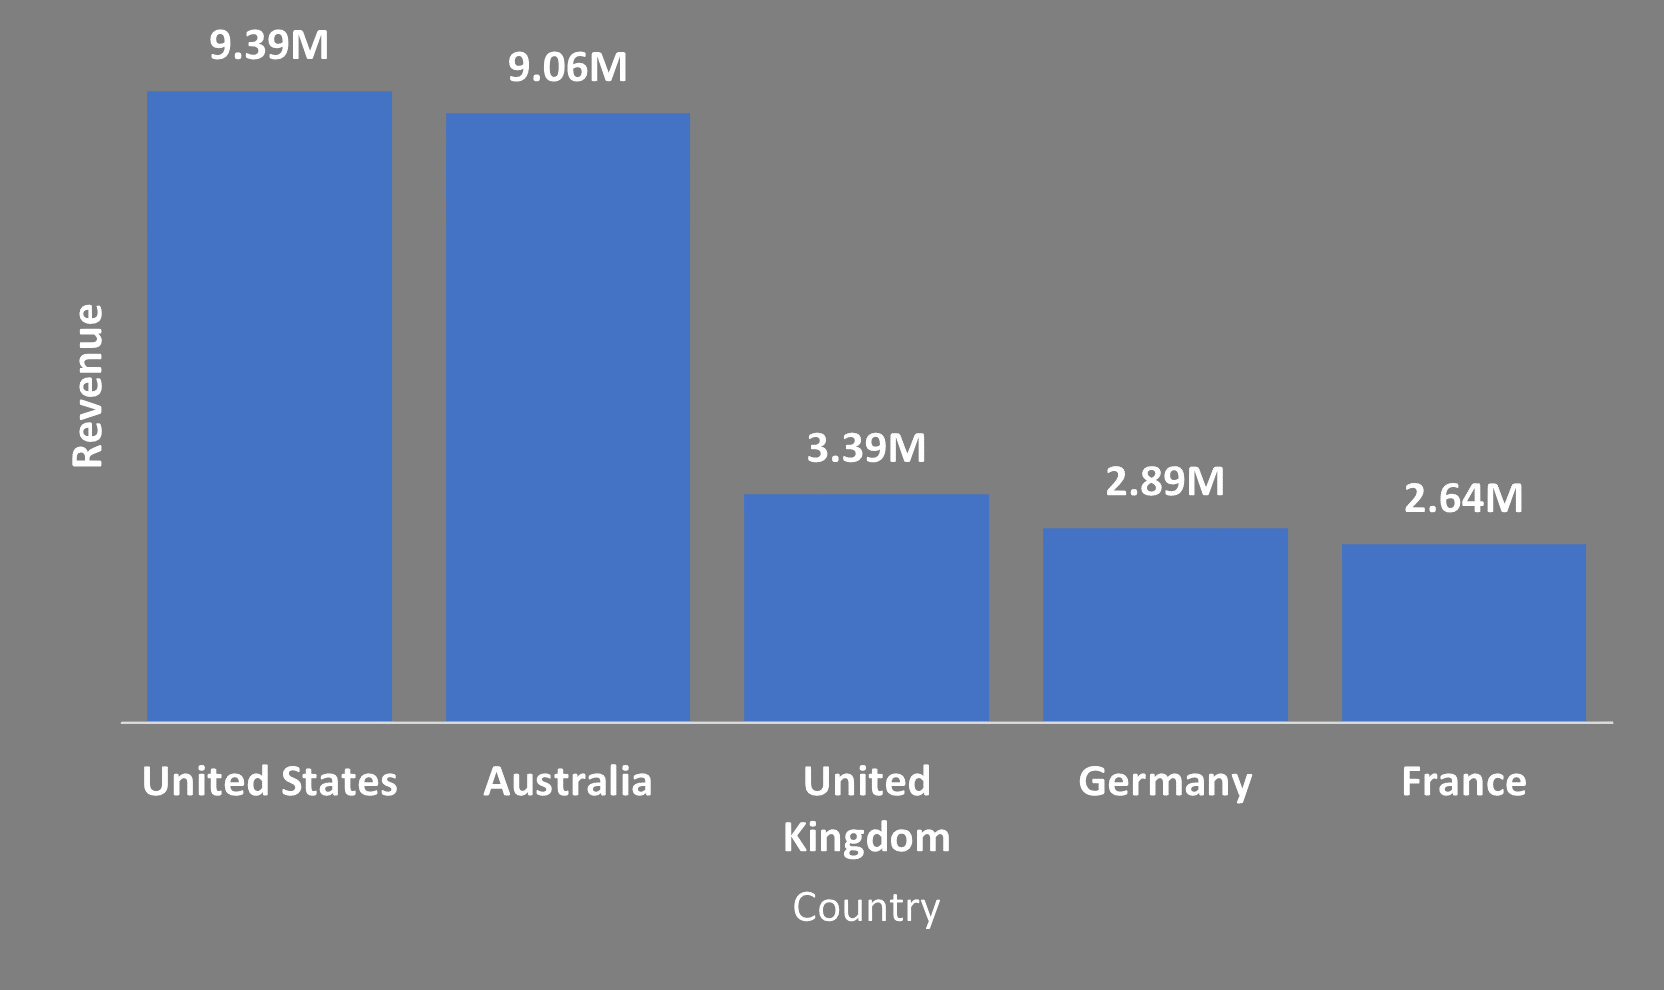 9.39M
9.06M
3.39M
2.89M
2.64M
Revenue
United States
Australia
United
Kingdom
Germany
France
Country